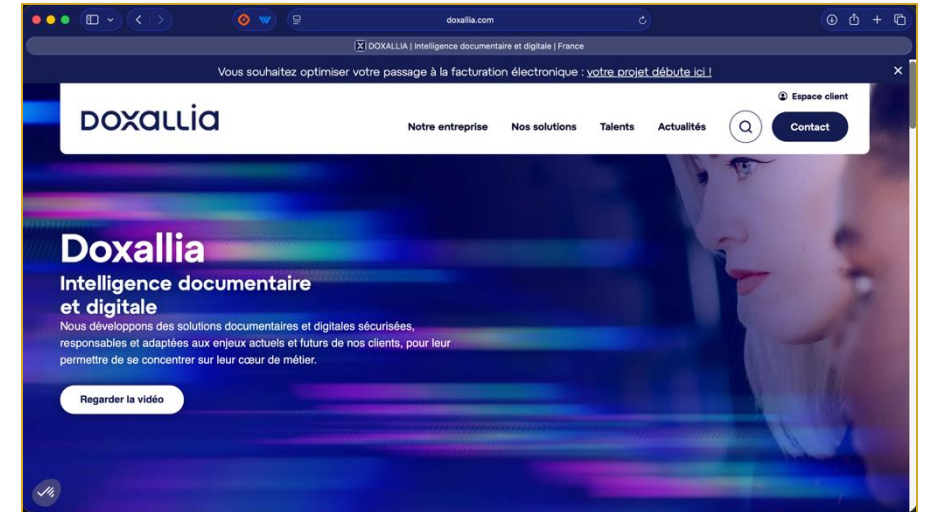 doxallia.com
DOXALLIA | Intelligence documentaire et digitale | France
Vous souhaitez optimiser votre passage à la facturation électronique : votre projet débute ici !
Espace client
DOXALLIA
Notre entreprise Nos solutions Talents Actualités Contact
Doxallia
Intelligence documentaire
et digitale
Nous développons des solutions documentaires et digitales sécurisées,
responsables et adaptées aux enjeux actuels et futurs de nos clients, pour leur
permettre de se concentrer sur leur cœur de métier.
Regarder la vidéo